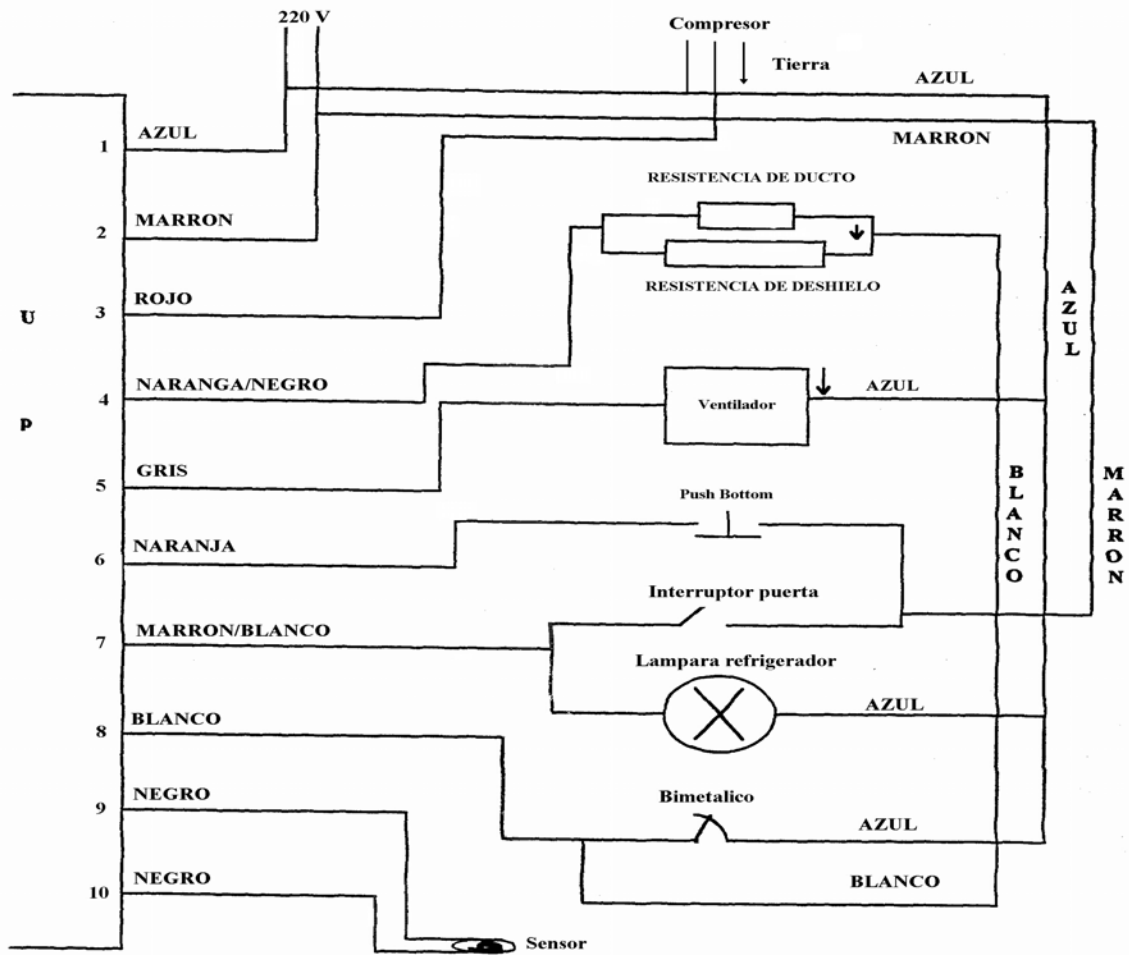 220 V
Compresor
Tierra
AZUL
1 AZUL
MARRON
RESISTENCIA DE DUCTO
2 MARRON
RESISTENCIA DE DESHIELO
3 ROJO
U
P
AZUL
4 NARANGA/NEGRO
Ventilador
AZUL
5 GRIS
Push Bottom
BLANCO
MARRON
6 NARANJA
Interruptor puerta
7 MARRON/BLANCO
Lampara refrigerador
AZUL
8 BLANCO
Bimetalico
AZUL
9 NEGRO
BLANCO
10 NEGRO
Sensor